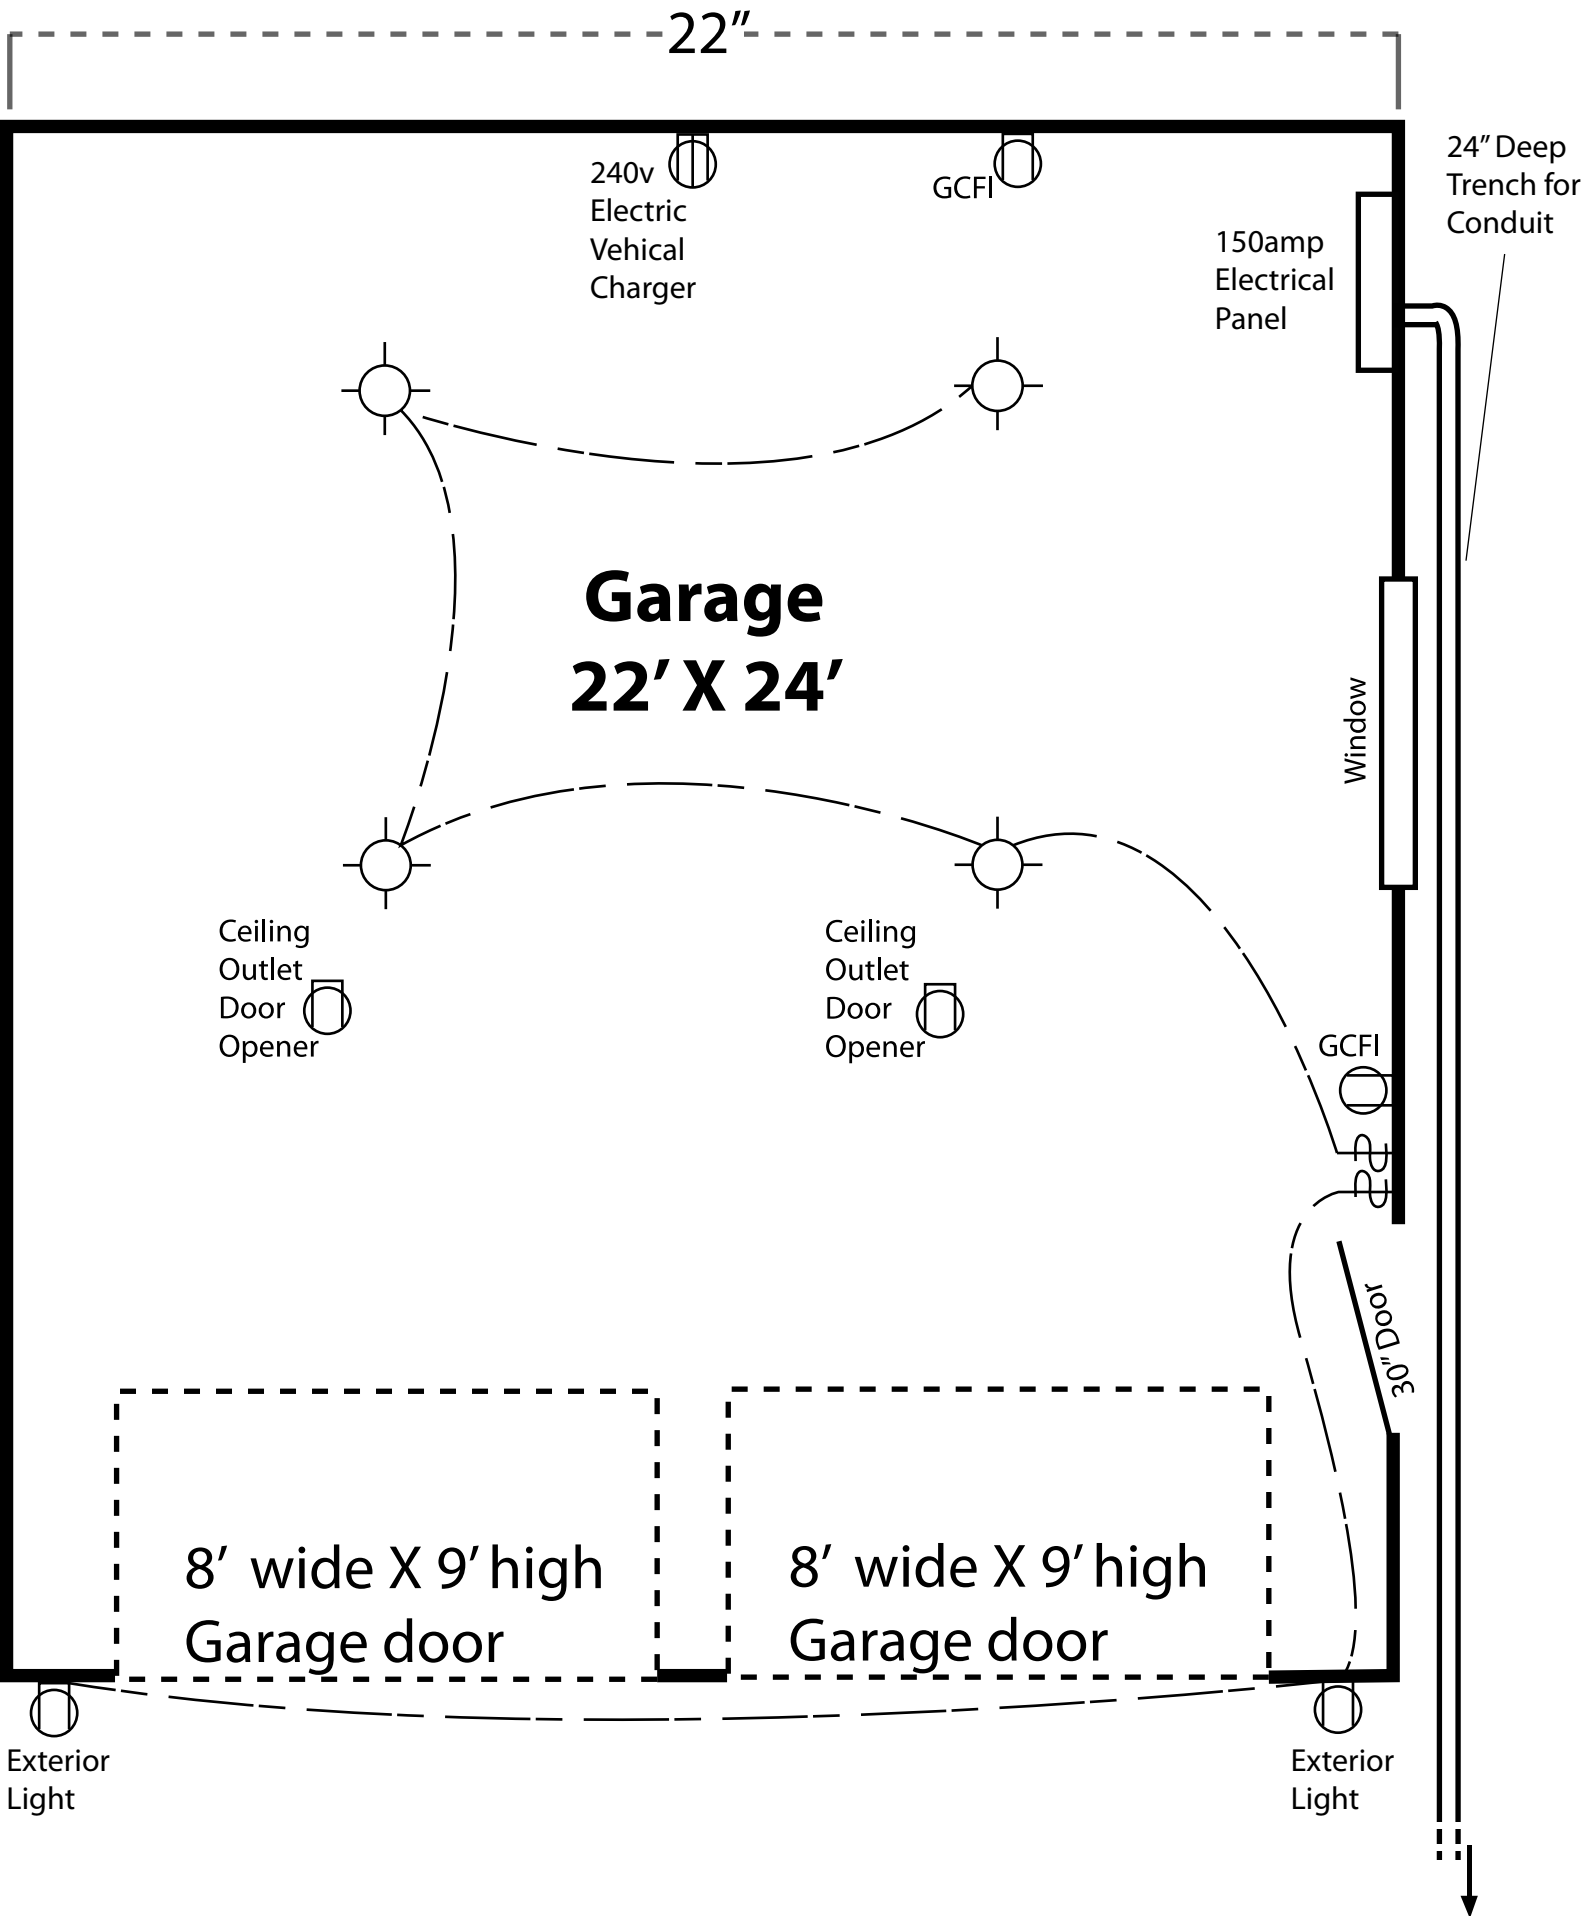 22”
240v
Electric
Vehical
Charger
GCFI
150amp
Electrical
Panel
24” Deep
Trench for
Conduit
Garage
22’ X 24’
Window
Ceiling
Outlet
Door
Opener
Ceiling
Outlet
Door
Opener
GCFI
30” Door
8’ wide X 9’ high
Garage door
8’ wide X 9’ high
Garage door
Exterior
Light
Exterior
Light